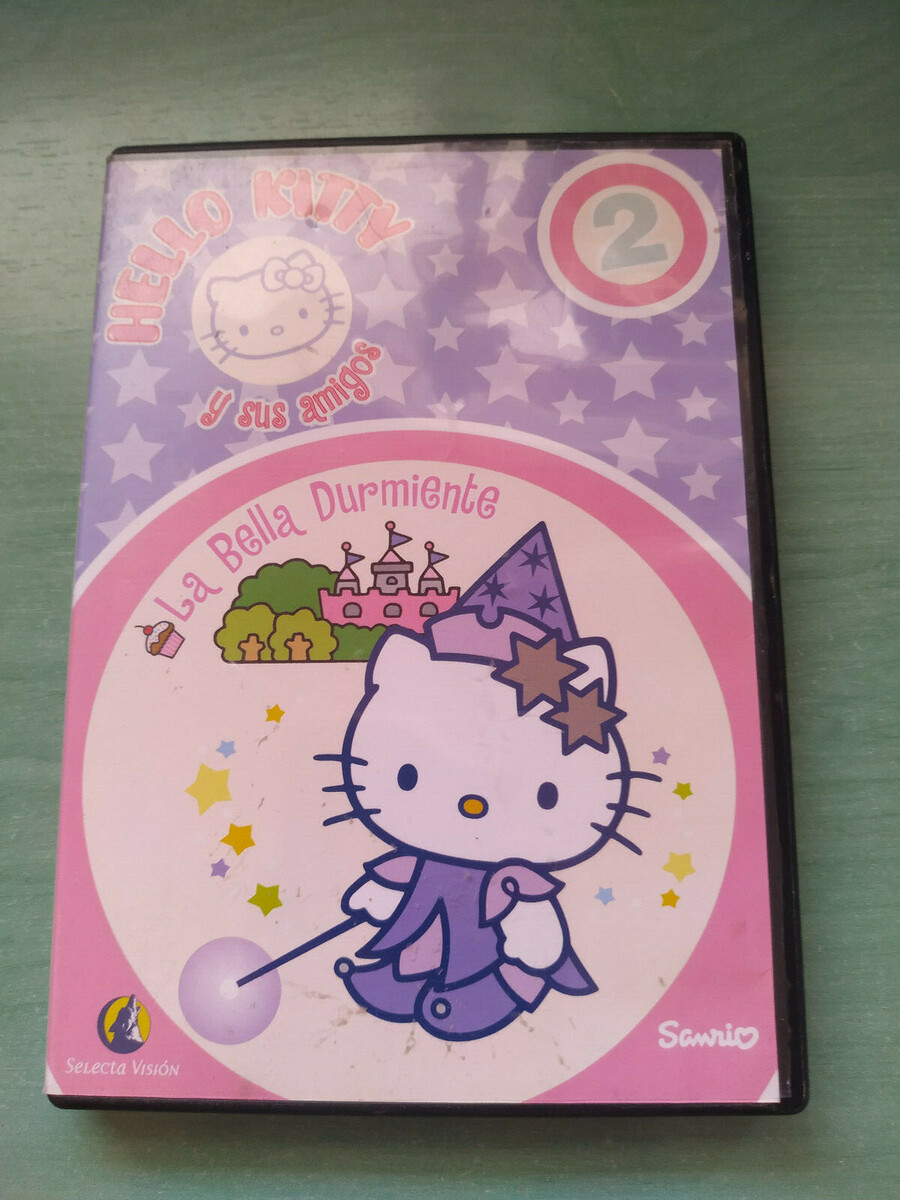 HELLO KITTY
y sus amigos
2
La Bella Durmiente
SELECTA VISIÓN
Sanrio